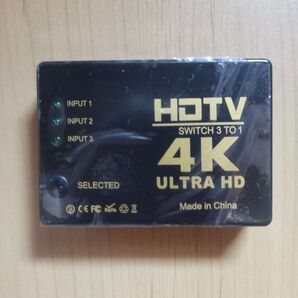 INPUT 1
INPUT 2
INPUT 3
SELECTED
HDTV
SWITCH 3 TO 1
4K
ULTRA HD
Made in China